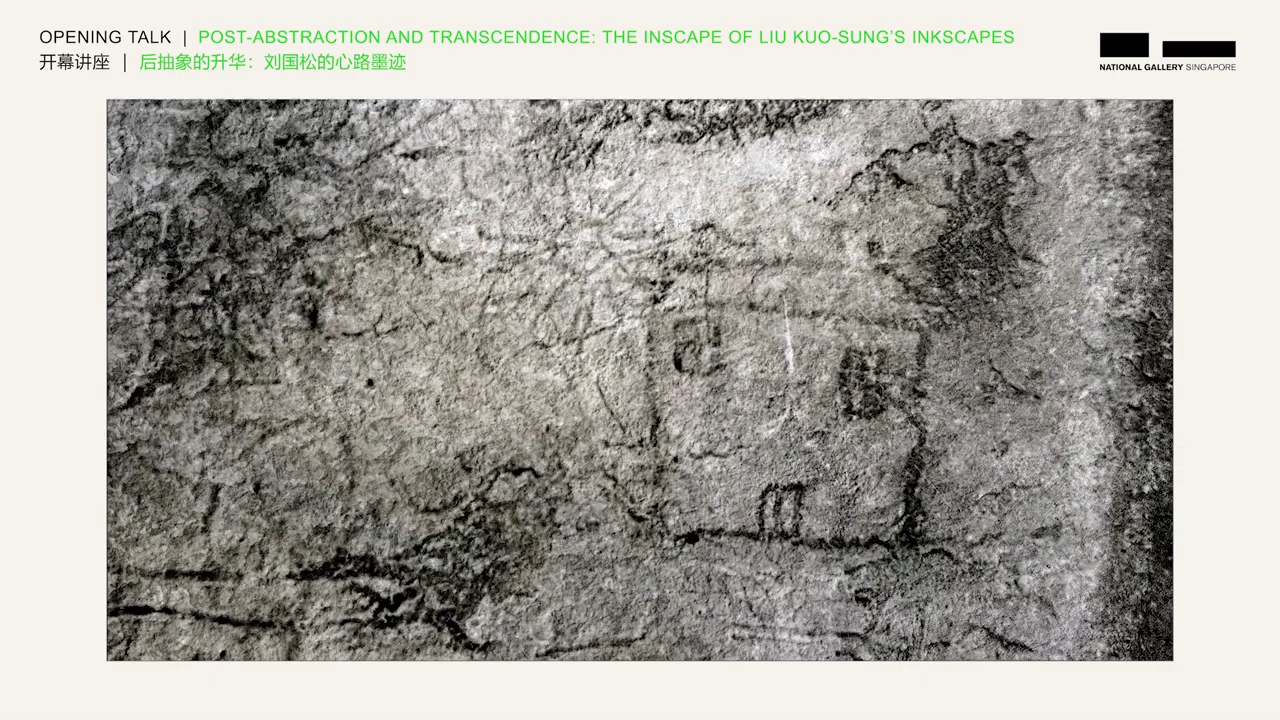 OPENING TALK | POST-ABSTRACTION AND TRANSCENDENCE: THE INSCAPE OF LIU KUO-SUNG'S INKSCAPES
开幕讲座 | 后抽象的升华：刘国松的心路墨迹
NATIONAL GALLERY SINGAPORE